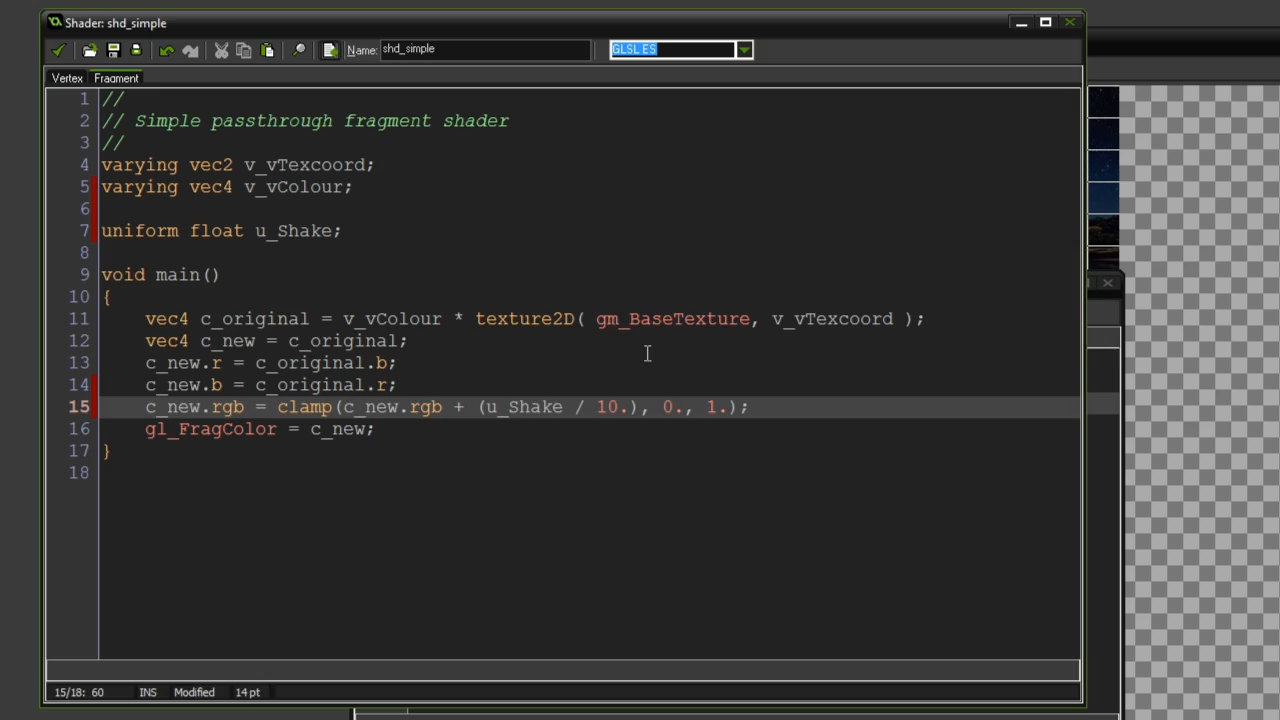 Shader: shd_simple
Name: shd_simple GLSL ES
Vertex Fragment
1 //
2 // Simple passthrough fragment shader
3 //
4 varying vec2 v_vTexcoord;
5 varying vec4 v_vColour;
6
7 uniform float u_Shake;
8
9 void main()
10 {
11 vec4 c_original = v_vColour * texture2D( gm_BaseTexture, v_vTexcoord );
12 vec4 c_new = c_original;
13 c_new.r = c_original.b;
14 c_new.b = c_original.r;
15 c_new.rgb = clamp(c_new.rgb + (u_Shake / 10.), 0., 1.);
16 gl_FragColor = c_new;
17 }
18
15/18: 60 INS Modified 14 pt